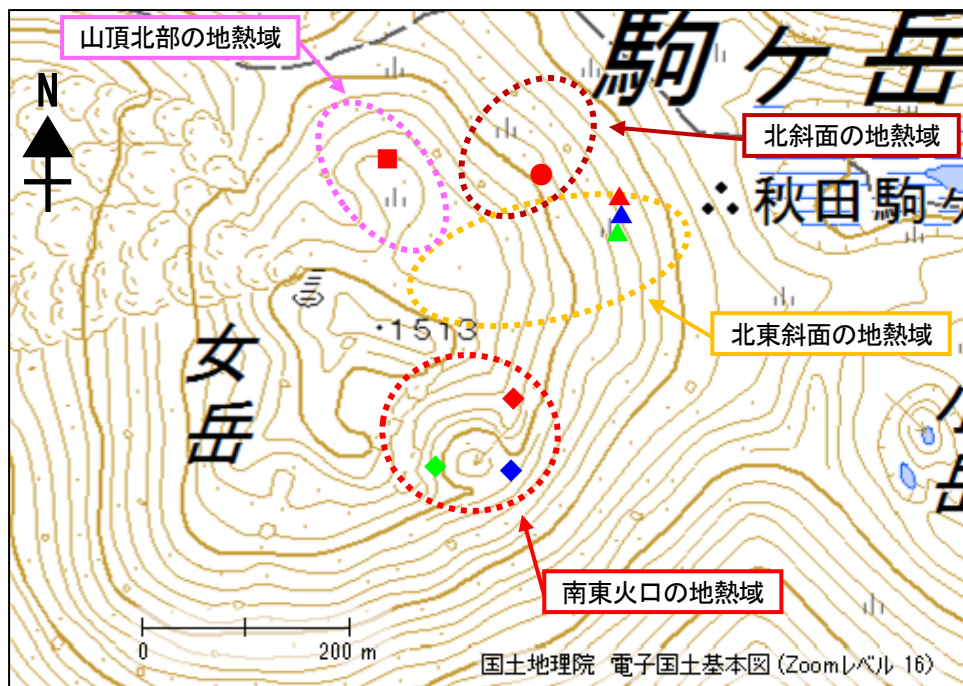 山頂北部の地熱域
駒ヶ岳
N
北斜面の地熱域
秋田駒ヶ
北東斜面の地熱域
1513
女岳
小岳
南東火口の地熱域
0 200 m
国土地理院 電子国土基本図 (Zoomレベル 16)